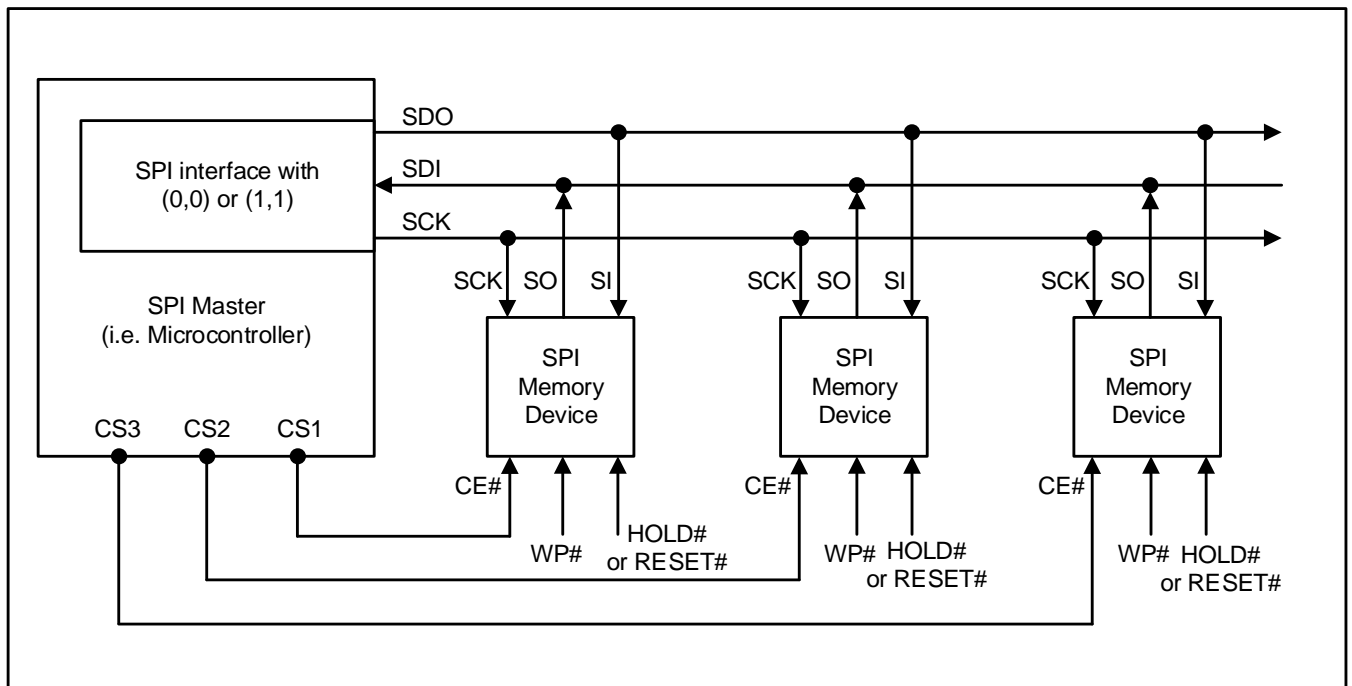 SDO
SPI interface with
(0,0) or (1,1)
SDI
SCK
SPI Master
(i.e. Microcontroller)
SCK
SO
SI
SCK
SO
SI
SCK
SO
SI
SPI
Memory
Device
SPI
Memory
Device
SPI
Memory
Device
CS3
CS2
CS1
CE#
WP#
HOLD#
or RESET#
CE#
WP#
HOLD#
or RESET#
CE#
WP#
HOLD#
or RESET#